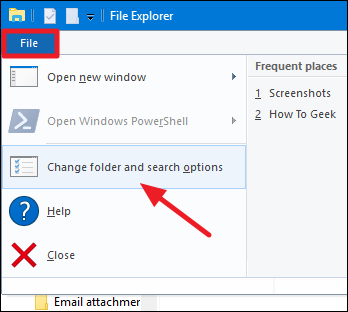 File Explorer
File
Open new window
Open Windows PowerShell
Change folder and search options
Help
Close
Frequent places
1 Screenshots
2 How To Geek
Email attachmer